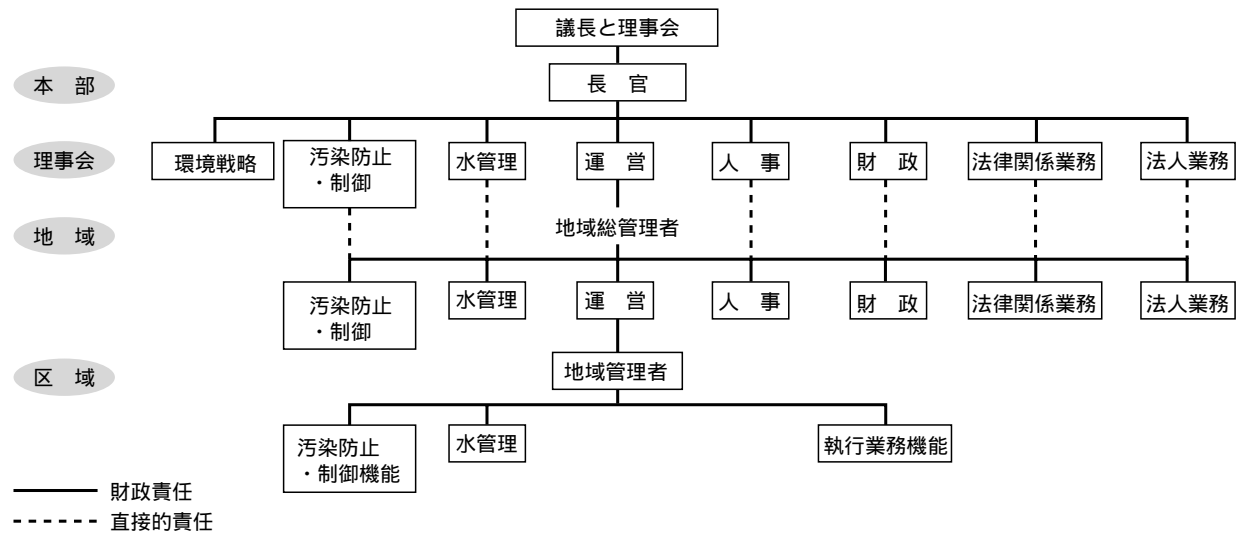 議長と理事会
本　部
長　官
理事会
環境戦略
汚染防止
・制御
水管理
運　営
人　事
財　政
法律関係業務
法人業務
地　域
地域総管理者
汚染防止
・制御
水管理
運　営
人　事
財　政
法律関係業務
法人業務
区　域
地域管理者
汚染防止
・制御機能
水管理
執行業務機能
財政責任
直接的責任